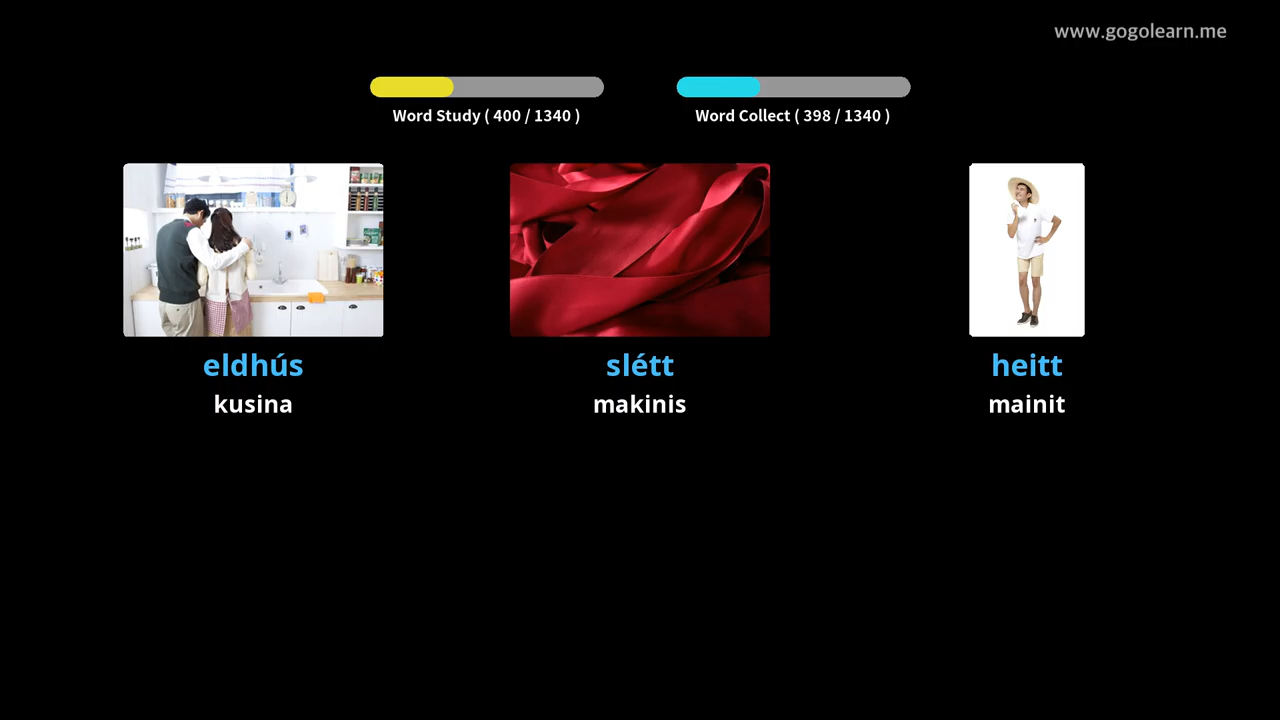 www.gogolearn.me
Word Study ( 400 / 1340 )
Word Collect ( 398 / 1340 )
eldhús
slétt
heitt
kusina
makinis
mainit